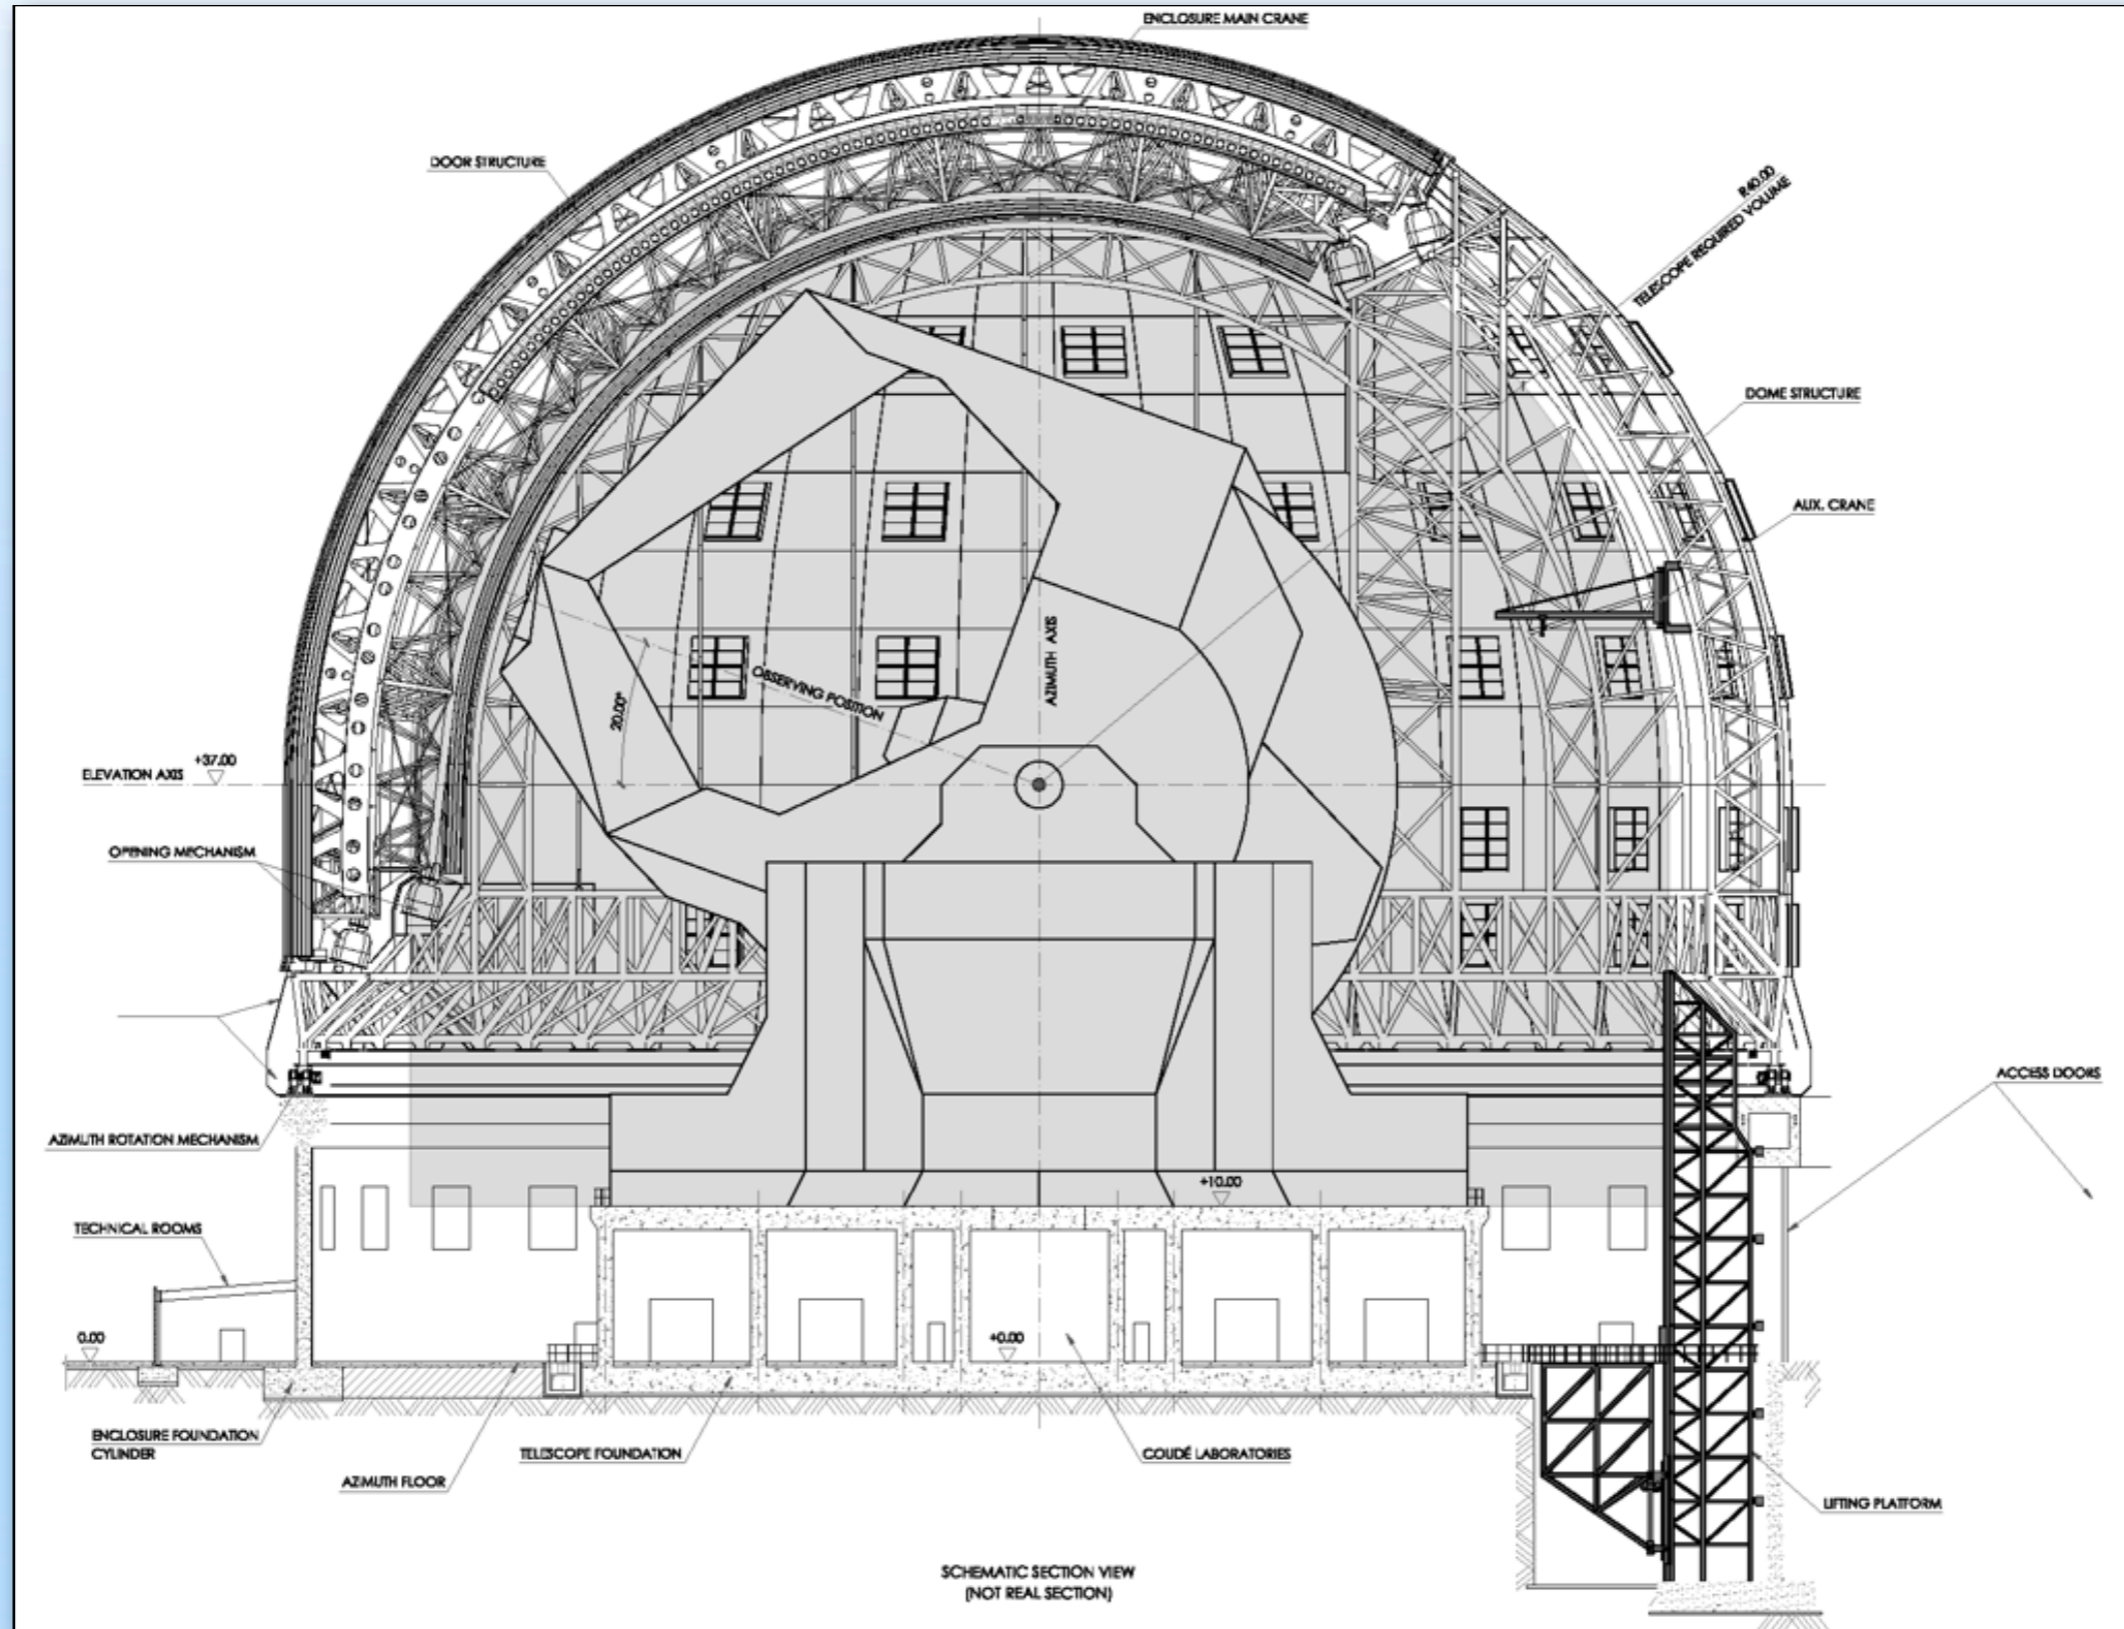 ENCLOSURE MAIN CRANE
DOOR STRUCTURE
R40.00
TELESCOPE REQUIRED VOLUME
DOME STRUCTURE
AUX. CRANE
AZIMUTH AXIS
OBSERVING POSITION
20.00°
ELEVATION AXIS
+37.00
OPENING MECHANISM
ACCESS DOORS
AZIMUTH ROTATION MECHANISM
+10.00
TECHNICAL ROOMS
0.00
+0.00
ENCLOSURE FOUNDATION
CYLINDER
AZIMUTH FLOOR
TELESCOPE FOUNDATION
COUDÉ LABORATORIES
LIFTING PLATFORM
SCHEMATIC SECTION VIEW
(NOT REAL SECTION)